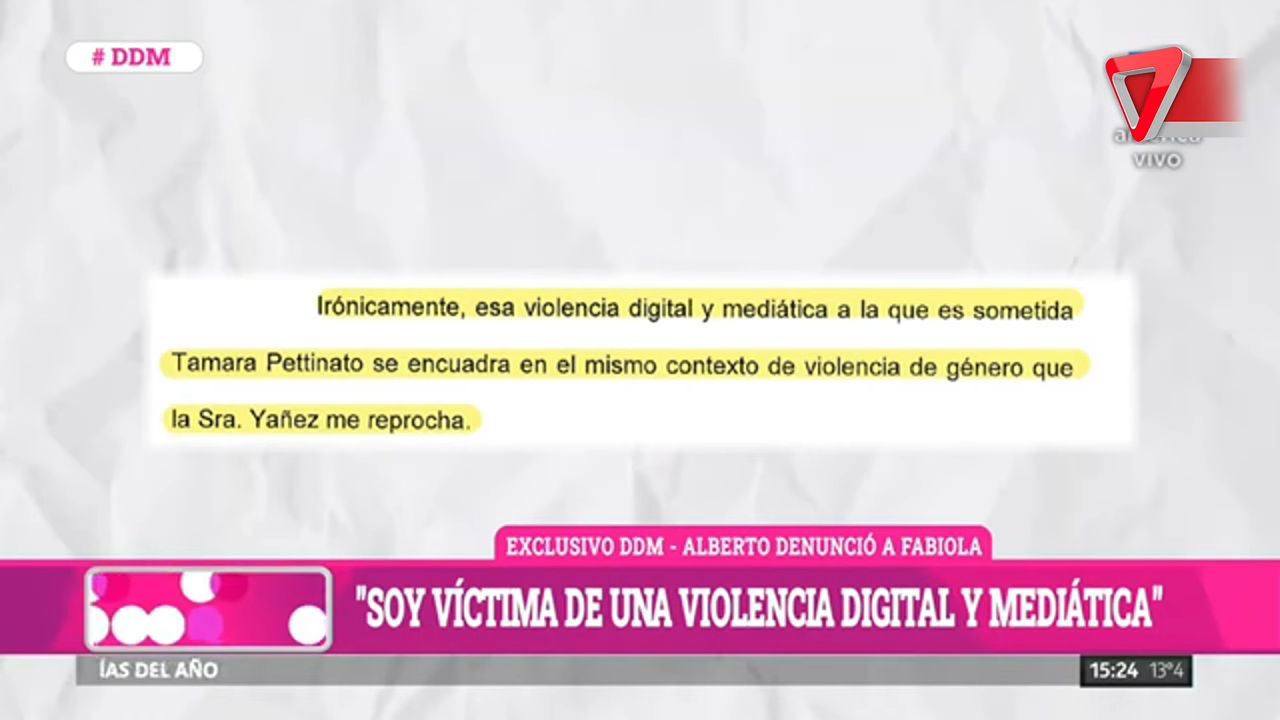 # DDM
VIVO
Irónicamente, esa violencia digital y mediática a la que es sometida
Tamara Pettinato se encuadra en el mismo contexto de violencia de género que
la Sra. Yañez me reprocha.
EXCLUSIVO DDM - ALBERTO DENUNCIÓ A FABIOLA
"SOY VÍCTIMA DE UNA VIOLENCIA DIGITAL Y MEDIÁTICA"
ÍAS DEL AÑO
15:24 13°4